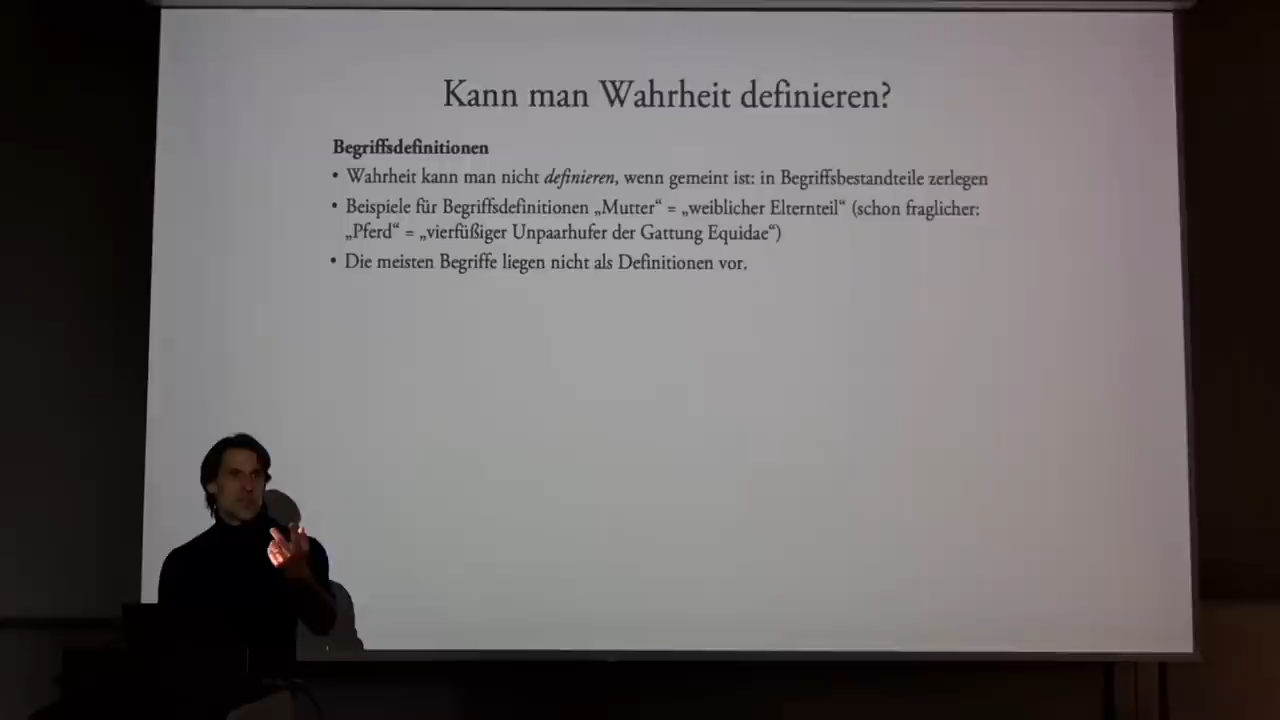 Kann man Wahrheit definieren?
Begriffsdefinitionen
• Wahrheit kann man nicht definieren, wenn gemeint ist: in Begriffsbestandteile zerlegen
• Beispiele für Begriffsdefinitionen „Mutter“ = „weiblicher Elternteil“ (schon fraglicher:
„Pferd“ = „vierfüßiger Unpaarhufer der Gattung Equidae“)
• Die meisten Begriffe liegen nicht als Definitionen vor.